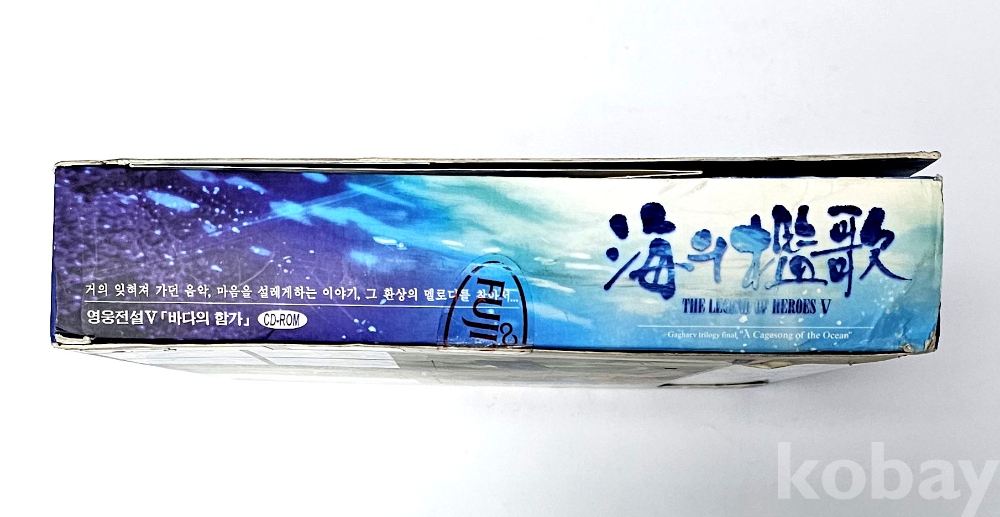 거의 잊혀져 가던 음악, 마음을 설레게하는 이야기, 그 환상의 멜로디를 찾아서...
영웅전설 V 「바다의 함가」 CD-ROM
FUJI
海의 檻歌
THE LEGEND OF HEROES V
Gagharv trilogy final, "A Cagesong of the Ocean"
kobay